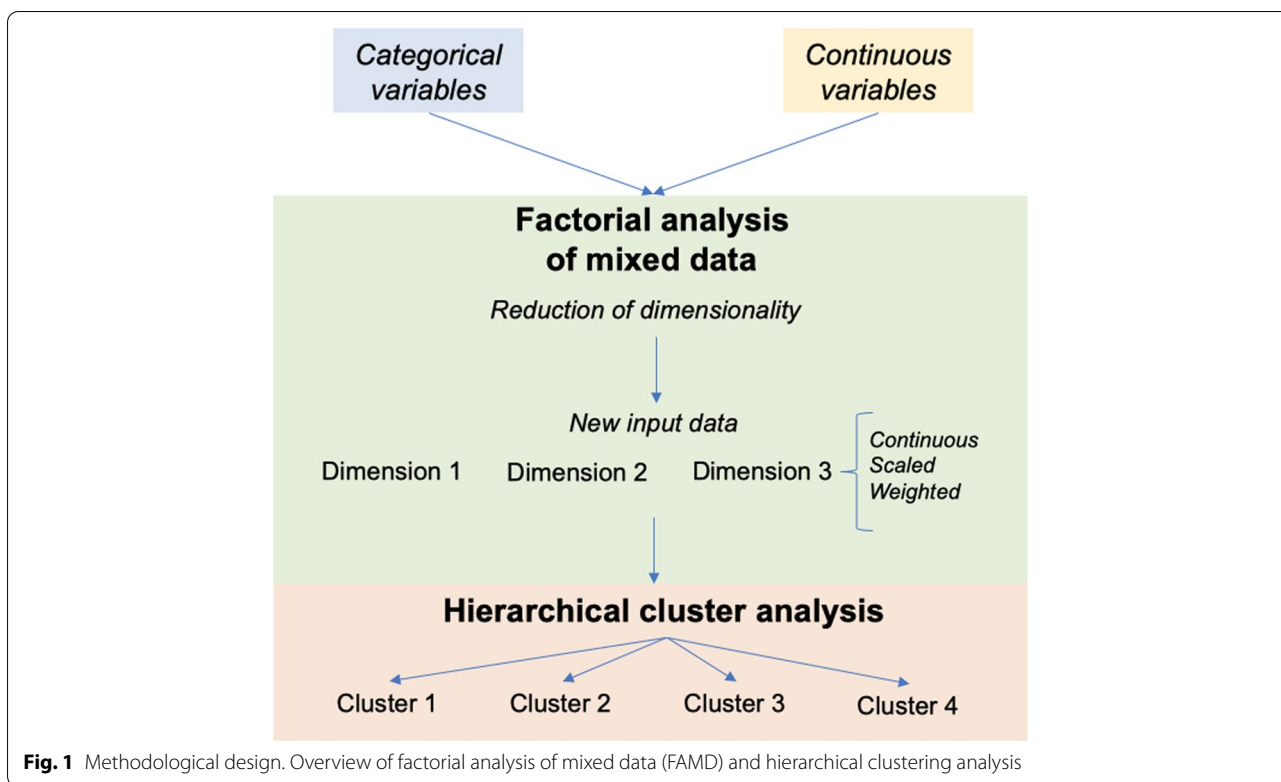 Categorical
variables
Continuous
variables
Factorial analysis
of mixed data
Reduction of dimensionality
New input data
Dimension 1 Dimension 2 Dimension 3
Continuous
Scaled
Weighted
Hierarchical cluster analysis
Cluster 1 Cluster 2 Cluster 3 Cluster 4
Fig. 1 Methodological design. Overview of factorial analysis of mixed data (FAMD) and hierarchical clustering analysis